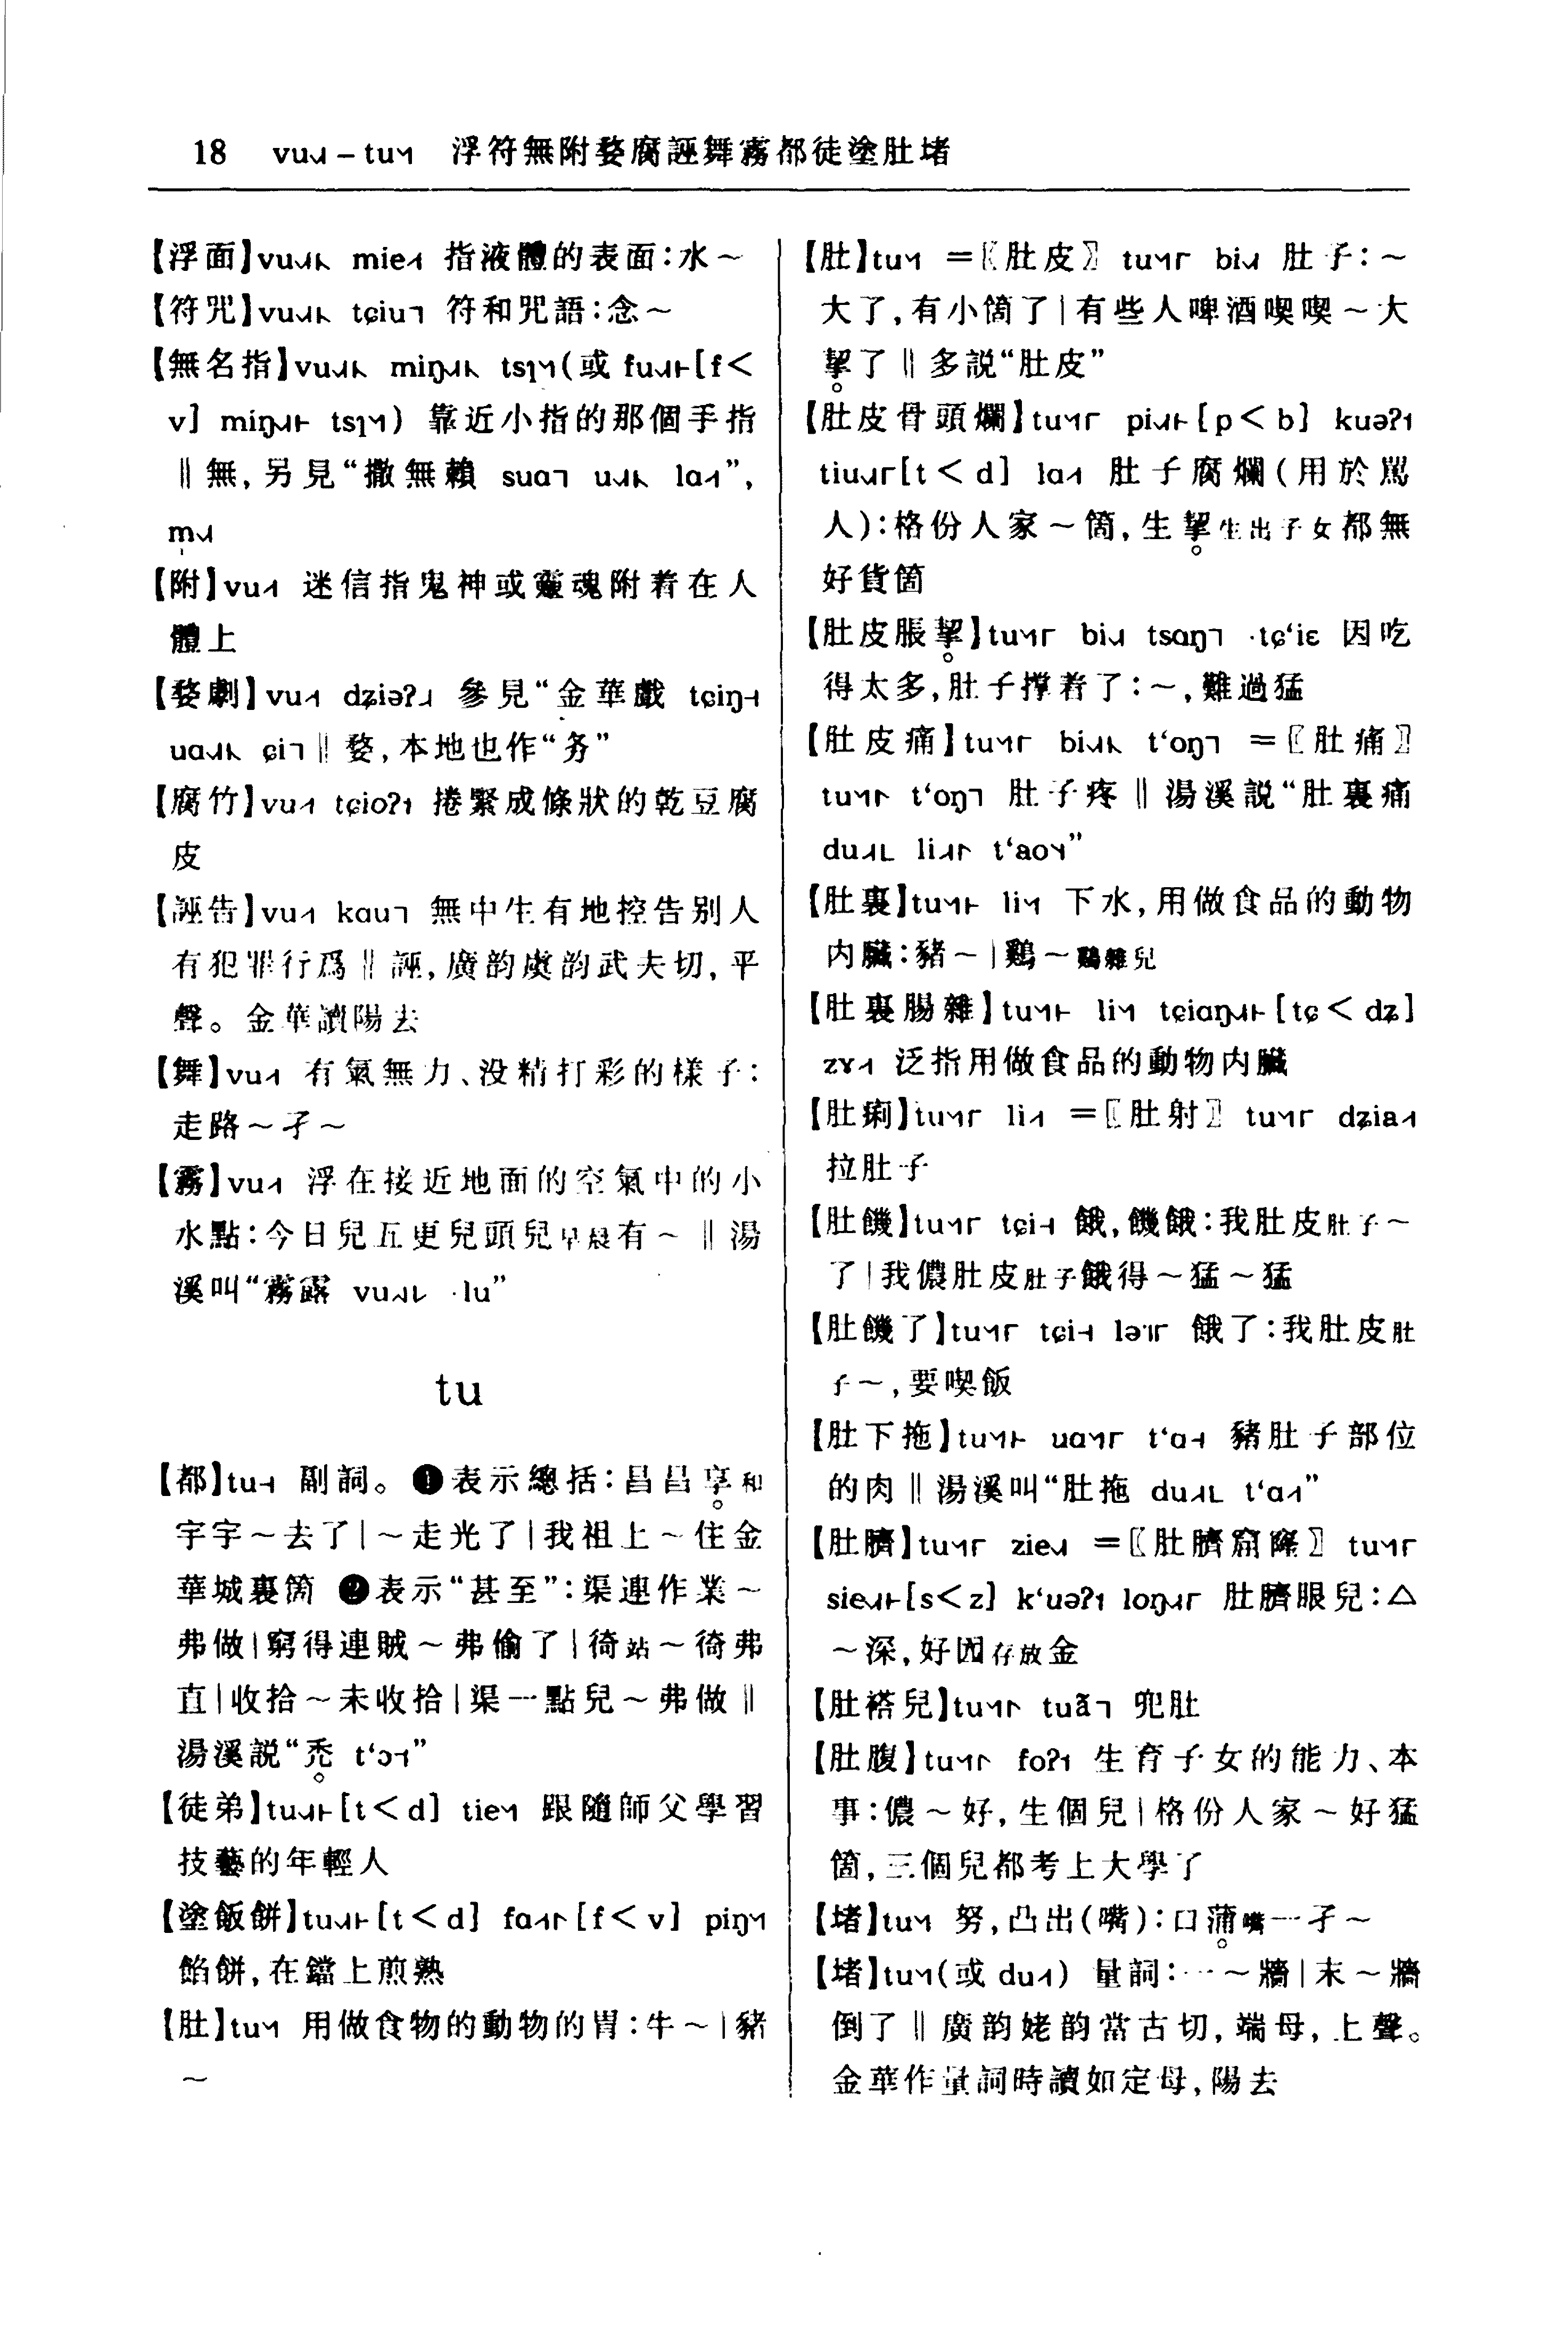 18 vu˩˧ – tu˥˧ 浮符無附婺腐誣舞霧都徒塗肚堵
【浮面】vu mie 指液體的表面:水～
【符咒】vu tɕiu 符和咒語:念～
【無名指】vu miŋ tsɿ(或 fu[f＜
v] miŋ tsɿ) 靠近小指的那個手指
‖無,另見“撒無賴 suɑ u lɑ”,
m̩
【附】vu 迷信指鬼神或靈魂附着在人
體上
【婺劇】vu dʑiəʔ 參見“金華戲 tɕiŋ
uɑ ɕi‖婺,本地也作“务”
【腐竹】vu tɕioʔ 捲緊成條狀的乾豆腐
皮
【誣告】vu kɑu 無中生有地控告别人
有犯罪行爲‖誣,廣韵虞韵武夫切,平
聲。金華讀陽去
【舞】vu 有氣無力、没精打彩的樣子:
走路～孑～
【霧】vu 浮在接近地面的空氣中的小
水點:今日兒五更兒頭兒早晨有～‖湯
溪叫“霧露 vu ·lu”
tu
【都】tu 副詞。❶表示總括:昌昌享和
宇宇～去了|～走光了|我祖上～住金
華城裏箇 ❷表示“甚至”:渠連作業～
弗做|窮得連賊～弗偷了|徛站～徛弗
直|收拾～未收拾|渠一點兒～弗做‖
湯溪説“秃 t‘ɔ”
【徒弟】tu[t＜d] tie 跟隨師父學習
技藝的年輕人
【塗飯餅】tu[t＜d] fɑ[f＜v] piŋ
餡餅,在鐺上煎熟
【肚】tu 用做食物的動物的胃:牛～|豬
～
【肚】tu ＝〖肚皮〗 tu bi 肚子:～
大了,有小箇了|有些人啤酒喫喫～大
挈了‖多説“肚皮”
【肚皮骨頭爛】tu pi[p＜b] kuəʔ
tiu[t＜d] lɑ 肚子腐爛(用於駡
人):格份人家～箇,生挈生出子女都無
好貨箇
【肚皮脹挈】tu bi tsɑŋ ·tɕ‘iɛ 因吃
得太多,肚子撑着了:～,難過猛
【肚皮痛】tu bi t‘oŋ ＝〖肚痛〗
tu t‘oŋ 肚子疼‖湯溪説“肚裏痛
du li t‘ɑo”
【肚裏】tu li 下水,用做食品的動物
内臟:豬～|鷄～鷄雜兒
【肚裏腸雜】tu li tɕiɑŋ[tɕ＜dʑ]
zɤ 泛指用做食品的動物内臟
【肚痢】tu li ＝〖肚射〗 tu dʑia
拉肚子
【肚饑】tu tɕi 餓,饑餓:我肚皮肚子～
了|我儂肚皮肚子餓得～猛～猛
【肚饑了】tu tɕi lə 餓了:我肚皮肚
子～,要喫飯
【肚下拖】tu uɑ t‘ɑ 豬肚子部位
的肉‖湯溪叫“肚拖 du t‘ɑ”
【肚臍】tu zie ＝〖肚臍窟窿〗 tu
sie[s＜z] k‘uəʔ loŋ 肚臍眼兒:△
～深,好囥存放金
【肚褡兒】tu tuã 兜肚
【肚腹】tu foʔ 生育子女的能力、本
事:儂～好,生個兒|格份人家～好猛
箇,三個兒都考上大學了
【堵】tu 努,凸出(嘴):口蒲嘴一孑～
【堵】tu(或 du) 量詞:一～牆|末～牆
倒了‖廣韵姥韵當古切,端母,上聲。
金華作量詞時讀如定母,陽去